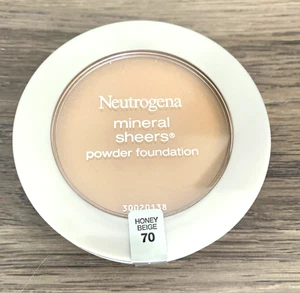 Neutrogena
mineral
sheers®
powder foundation
30020138
HONEY
BEIGE
70